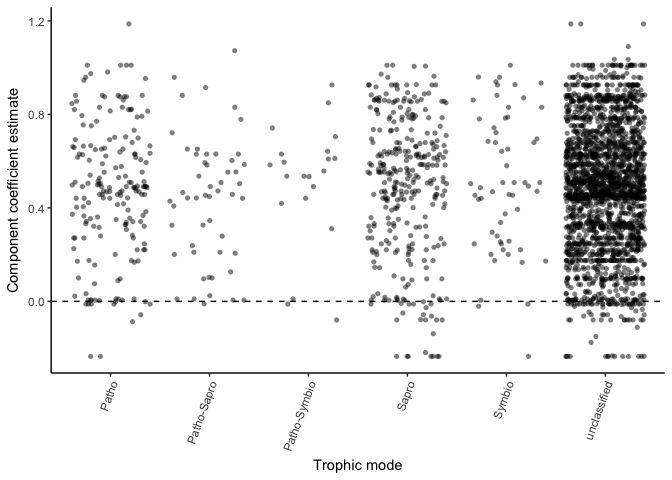 1.2
0.8
0.4
0.0
Component coefficient estimate
Patho
Patho-Sapro
Patho-Symbio
Sapro
Symbio
unclassified
Trophic mode